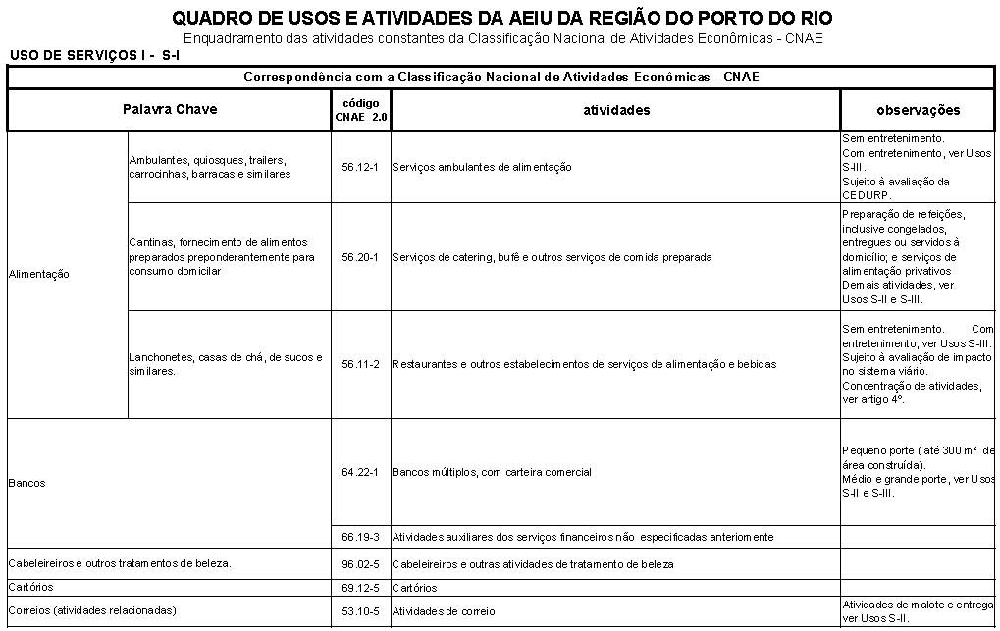 QUADRO DE USOS E ATIVIDADES DA AEIU DA REGIÃO DO PORTO DO RIO
Enquadramento das atividades constantes da Classificação Nacional de Atividades Econômicas - CNAE
USO DE SERVIÇOS I - S-I
Correspondência com a Classificação Nacional de Atividades Econômicas - CNAE
Palavra Chave
código
CNAE 2.0
atividades
observações
Alimentação
Ambulantes, quiosques, trailers,
carrocinhas, barracas e similares
56.12-1
Serviços ambulantes de alimentação
Sem entretenimento.
Com entretenimento, ver Usos
S-III.
Sujeito à avaliação da
CEDURP.
Cantinas, fornecimento de alimentos
preparados preponderantemente para
consumo domicilar
56.20-1
Serviços de catering, bufê e outros serviços de comida preparada
Preparação de refeições,
inclusive congelados,
entregues ou servidos à
domicílio; e serviços de
alimentação privativos
Demais atividades, ver
Usos S-II e S-III.
Lanchonetes, casas de chá, de sucos e
similares.
56.11-2
Restaurantes e outros estabelecimentos de serviços de alimentação e bebidas
Sem entretenimento. Com
entretenimento, ver Usos S-III.
Sujeito à avaliação de impacto
no sistema viário.
Concentração de atividades,
ver artigo 4º.
Bancos
64.22-1
Bancos múltiplos, com carteira comercial
Pequeno porte ( até 300 m² de
área construída).
Médio e grande porte, ver Usos
S-II e S-III.
66.19-3
Atividades auxiliares dos serviços financeiros não especificadas anteriomente
Cabeleireiros e outros tratamentos de beleza.
96.02-5
Cabeleireiros e outras atividades de tratamento de beleza
Cartórios
69.12-5
Cartórios
Correios (atividades relacionadas)
53.10-5
Atividades de correio
Atividades de malote e entrega
ver Usos S-II.